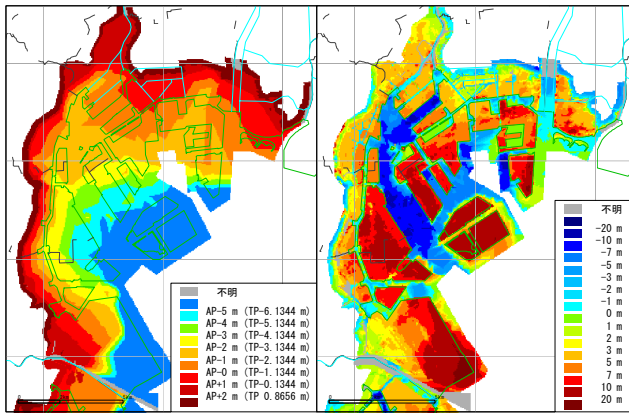 不明
AP-5 m (TP-6.1344 m)
AP-4 m (TP-5.1344 m)
AP-3 m (TP-4.1344 m)
AP-2 m (TP-3.1344 m)
AP-1 m (TP-2.1344 m)
AP-0 m (TP-1.1344 m)
AP+1 m (TP-0.1344 m)
AP+2 m (TP 0.8656 m)
不明
-20 m
-10 m
-7 m
-5 m
-3 m
-2 m
-1 m
0 m
1 m
2 m
3 m
5 m
7 m
10 m
20 m